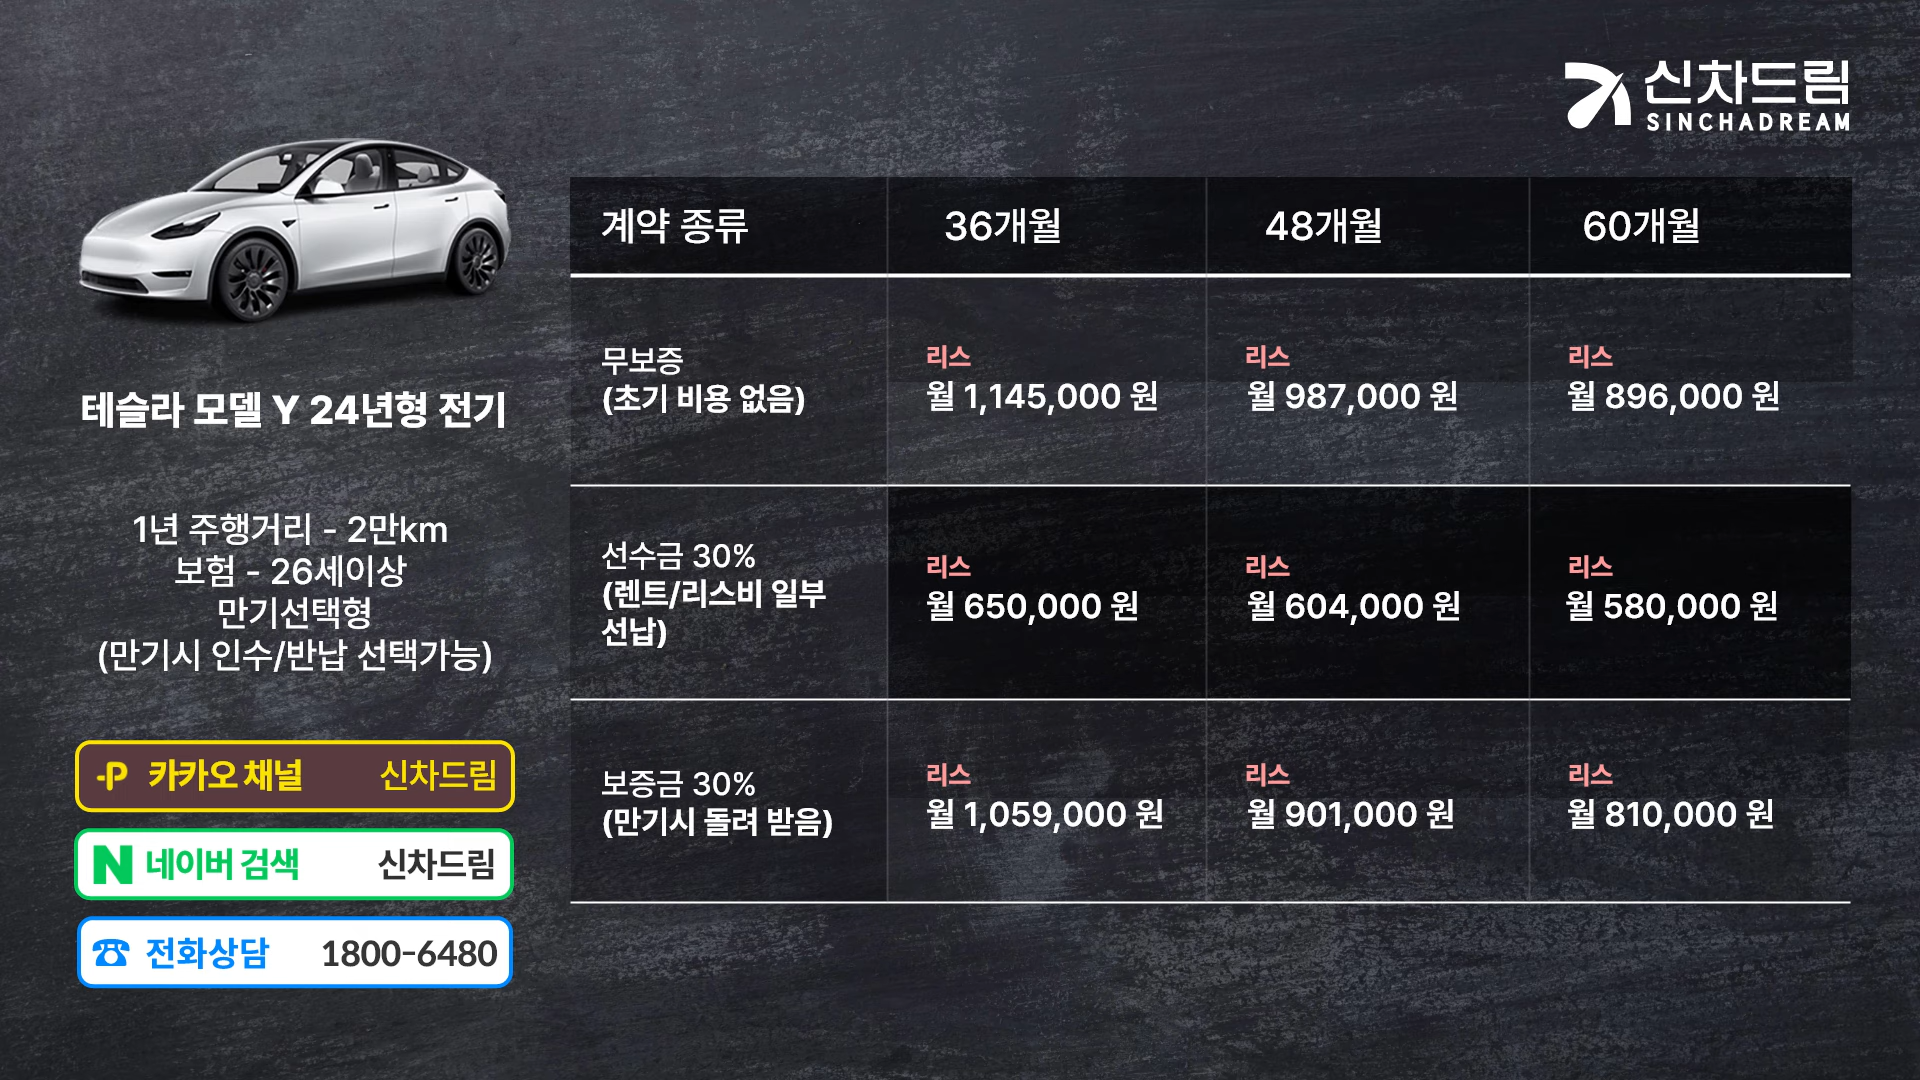 신차드림
SINCHADREAM
테슬라 모델 Y 24년형 전기
1년 주행거리 - 2만km
보험 - 26세이상
만기선택형
(만기시 인수/반납 선택가능)
카카오 채널 신차드림
N 네이버 검색 신차드림
전화상담 1800-6480
계약 종류 36개월 48개월 60개월
무보증
(초기 비용 없음)
리스
월 1,145,000 원
리스
월 987,000 원
리스
월 896,000 원
선수금 30%
(렌트/리스비 일부
선납)
리스
월 650,000 원
리스
월 604,000 원
리스
월 580,000 원
보증금 30%
(만기시 돌려 받음)
리스
월 1,059,000 원
리스
월 901,000 원
리스
월 810,000 원